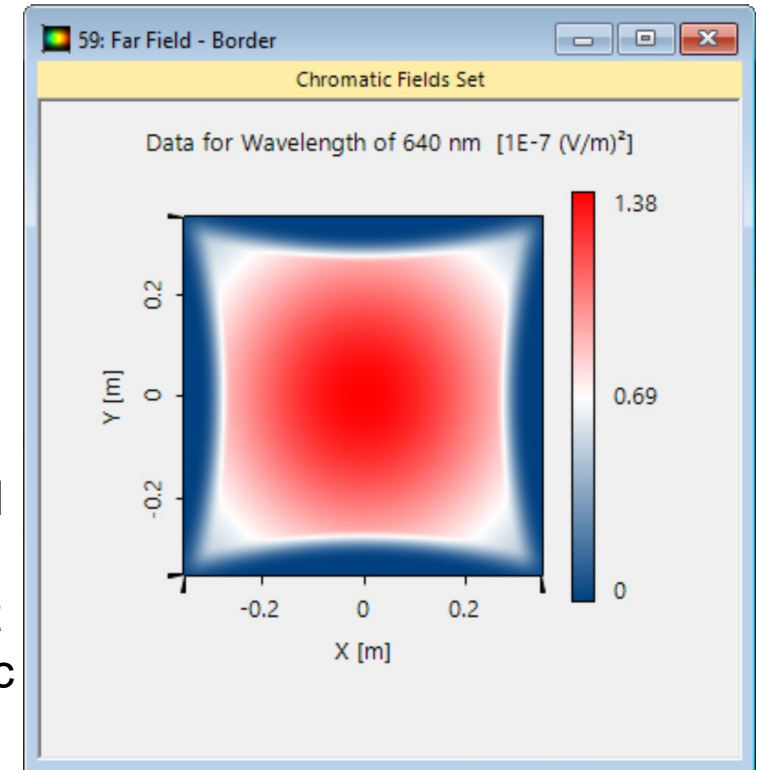 59: Far Field - Border
Chromatic Fields Set
Data for Wavelength of 640 nm [1E-7 (V/m)²]
1.38
0.69
0
Y [m]
0.2
0
-0.2
-0.2 0 0.2
X [m]
c